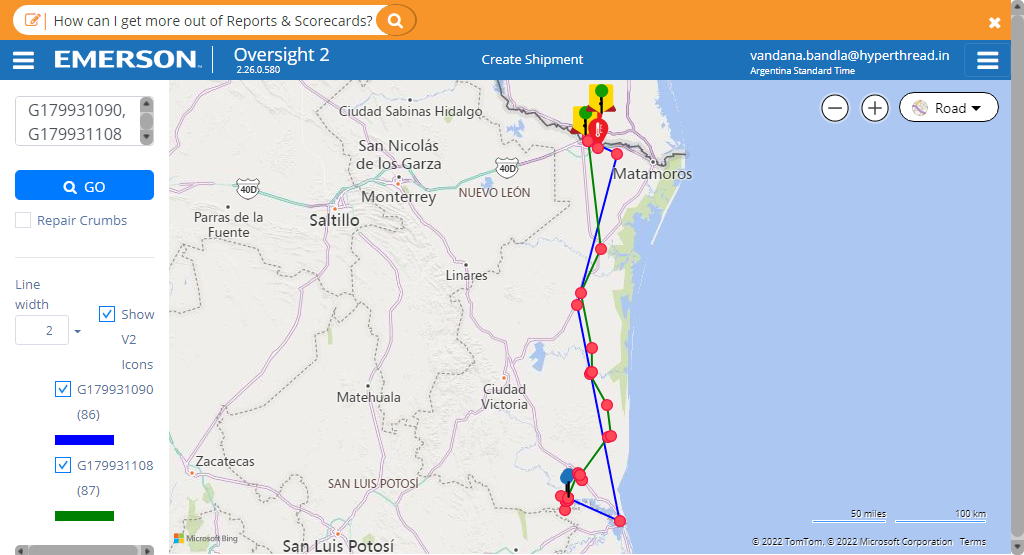 How can I get more out of Reports & Scorecards?
EMERSON
Oversight 2
2.26.0.580
Create Shipment
vandana.bandla@hyperthread.in
Argentina Standard Time
G179931090,
G179931108
GO
Repair Crumbs
Line
width
2
Show
V2
Icons
G179931090
(86)
G179931108
(87)
Road
Ciudad Sabinas Hidalgo
San Nicolás
de los Garza
40D
40D
Monterrey
NUEVO LEÓN
Matamoros
Parras de la
Fuente
Saltillo
Linares
Matehuala
Ciudad
Victoria
Zacatecas
SAN LUIS POTOSÍ
San Luis Potosí
Microsoft Bing
50 miles
100 km
© 2022 TomTom, © 2022 Microsoft Corporation
Terms